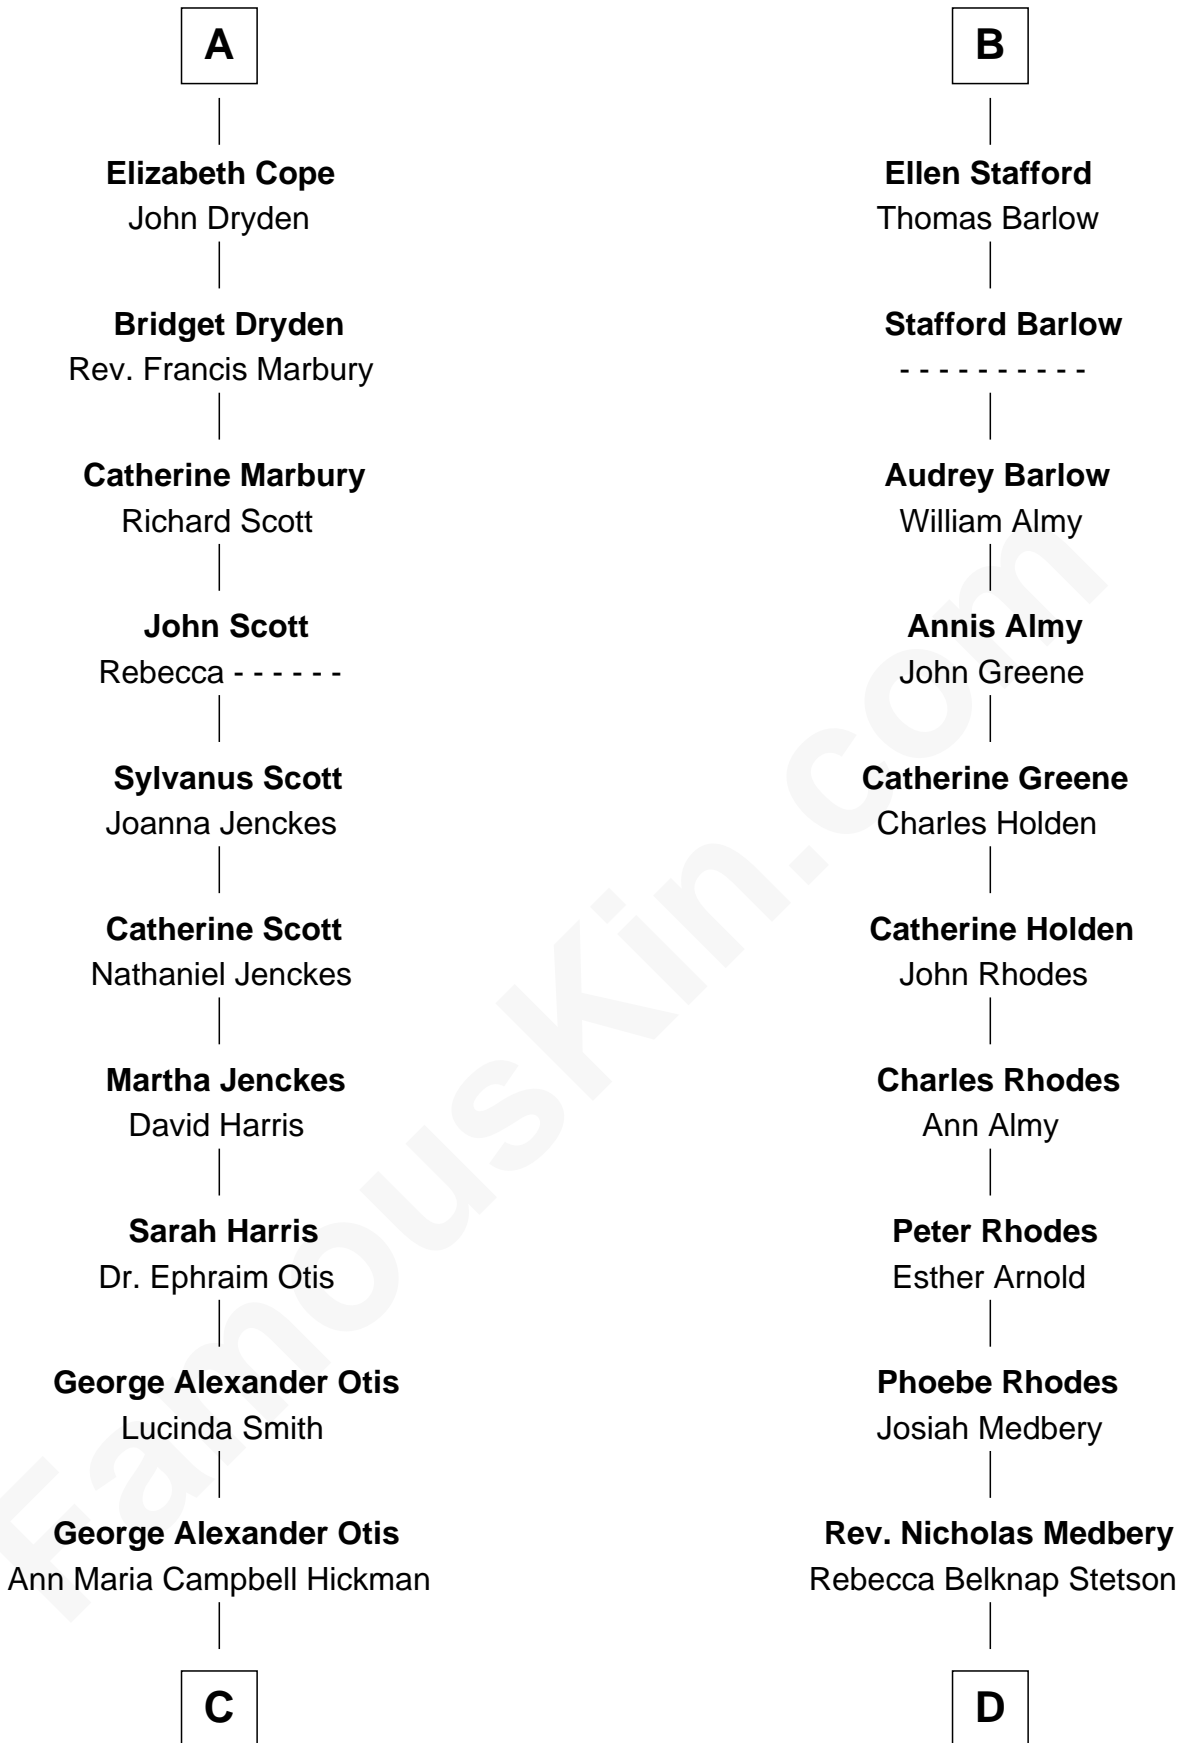 A
Elizabeth Cope
John Dryden
Bridget Dryden
Rev. Francis Marbury
Catherine Marbury
Richard Scott
John Scott
Rebecca - - - - - -
Sylvanus Scott
Joanna Jenckes
Catherine Scott
Nathaniel Jenckes
Martha Jenckes
David Harris
Sarah Harris
Dr. Ephraim Otis
George Alexander Otis
Lucinda Smith
George Alexander Otis
Ann Maria Campbell Hickman
C
B
Ellen Stafford
Thomas Barlow
Stafford Barlow
- - - - - - - - - -
Audrey Barlow
William Almy
Annis Almy
John Greene
Catherine Greene
Charles Holden
Catherine Holden
John Rhodes
Charles Rhodes
Ann Almy
Peter Rhodes
Esther Arnold
Phoebe Rhodes
Josiah Medbery
Rev. Nicholas Medbery
Rebecca Belknap Stetson
D
FamousKin.com